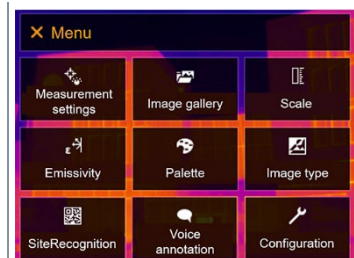 Menu
Measurement
settings
Image gallery
Scale
ε
Emissivity
Palette
Image type
SiteRecognition
Voice
annotation
Configuration